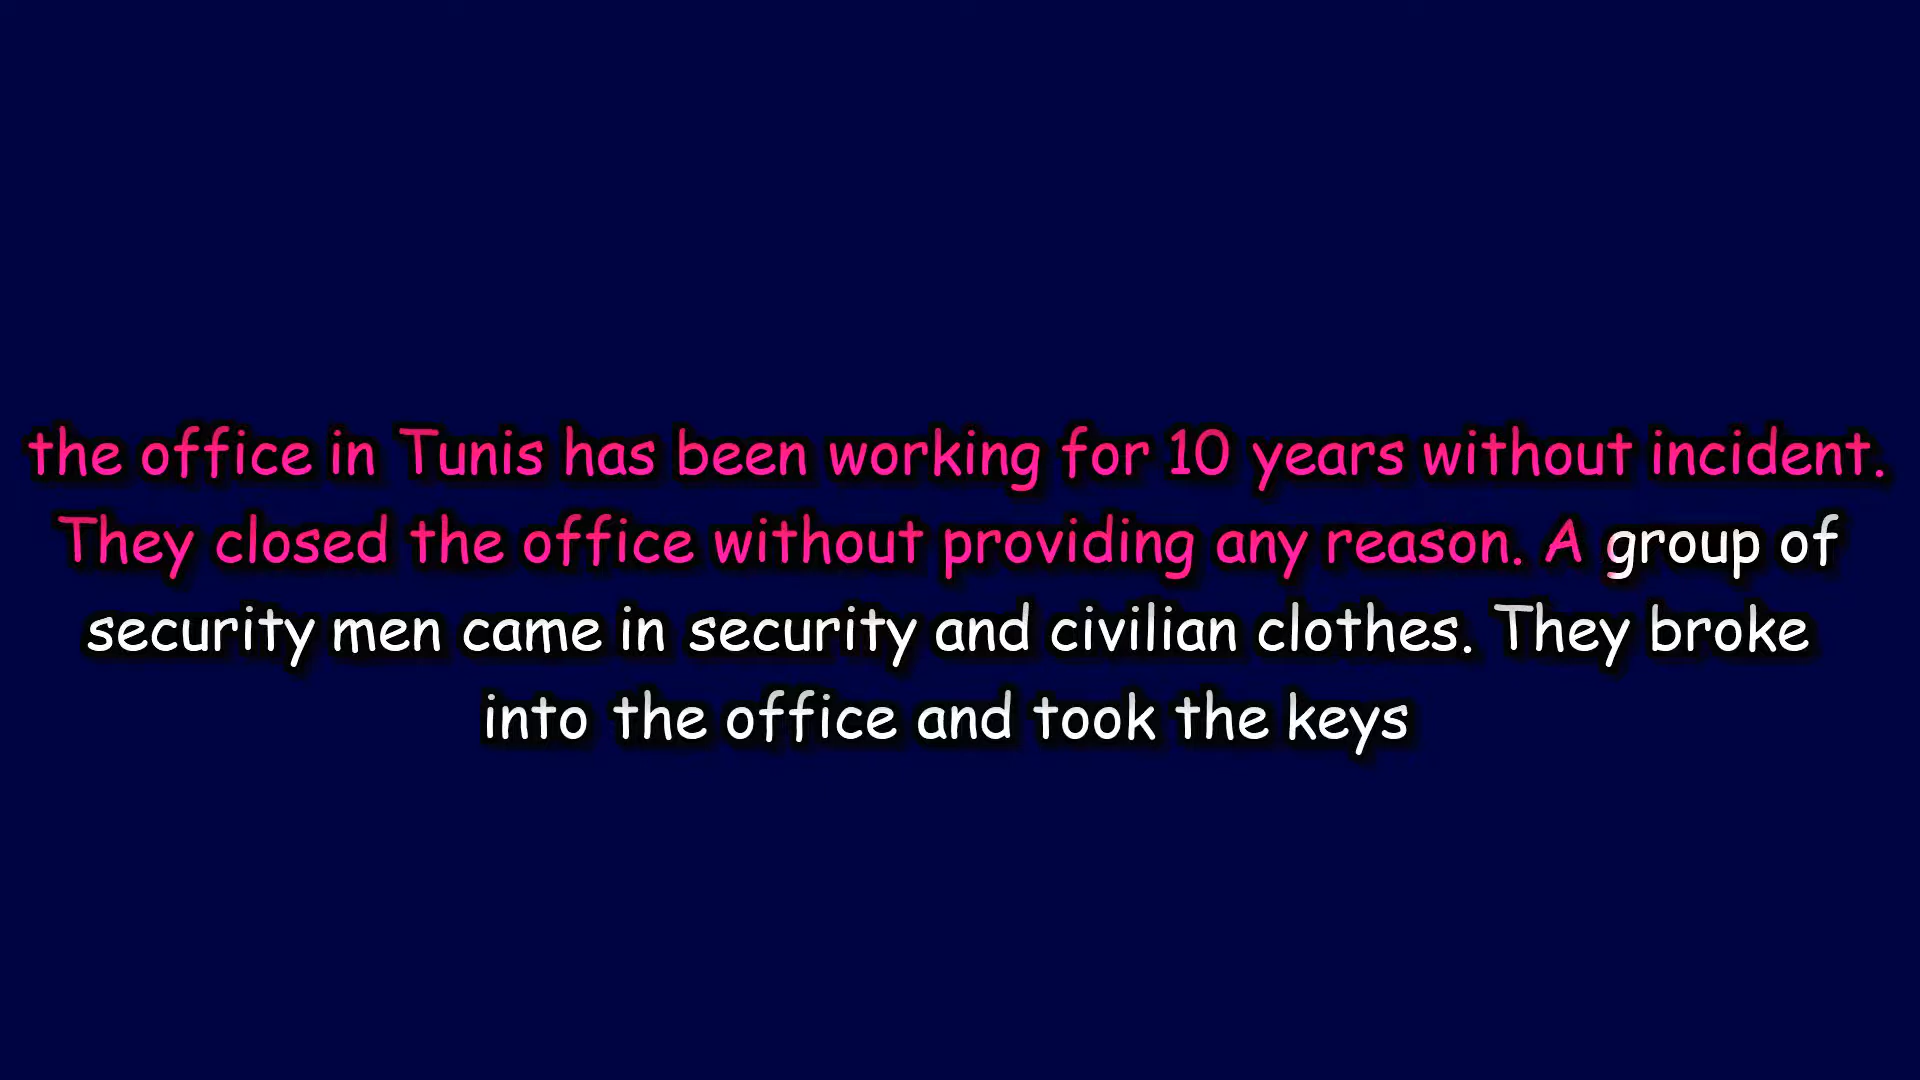 the office in Tunis has been working for 10 years without incident.
They closed the office without providing any reason. A group of
security men came in security and civilian clothes. They broke
into the office and took the keys